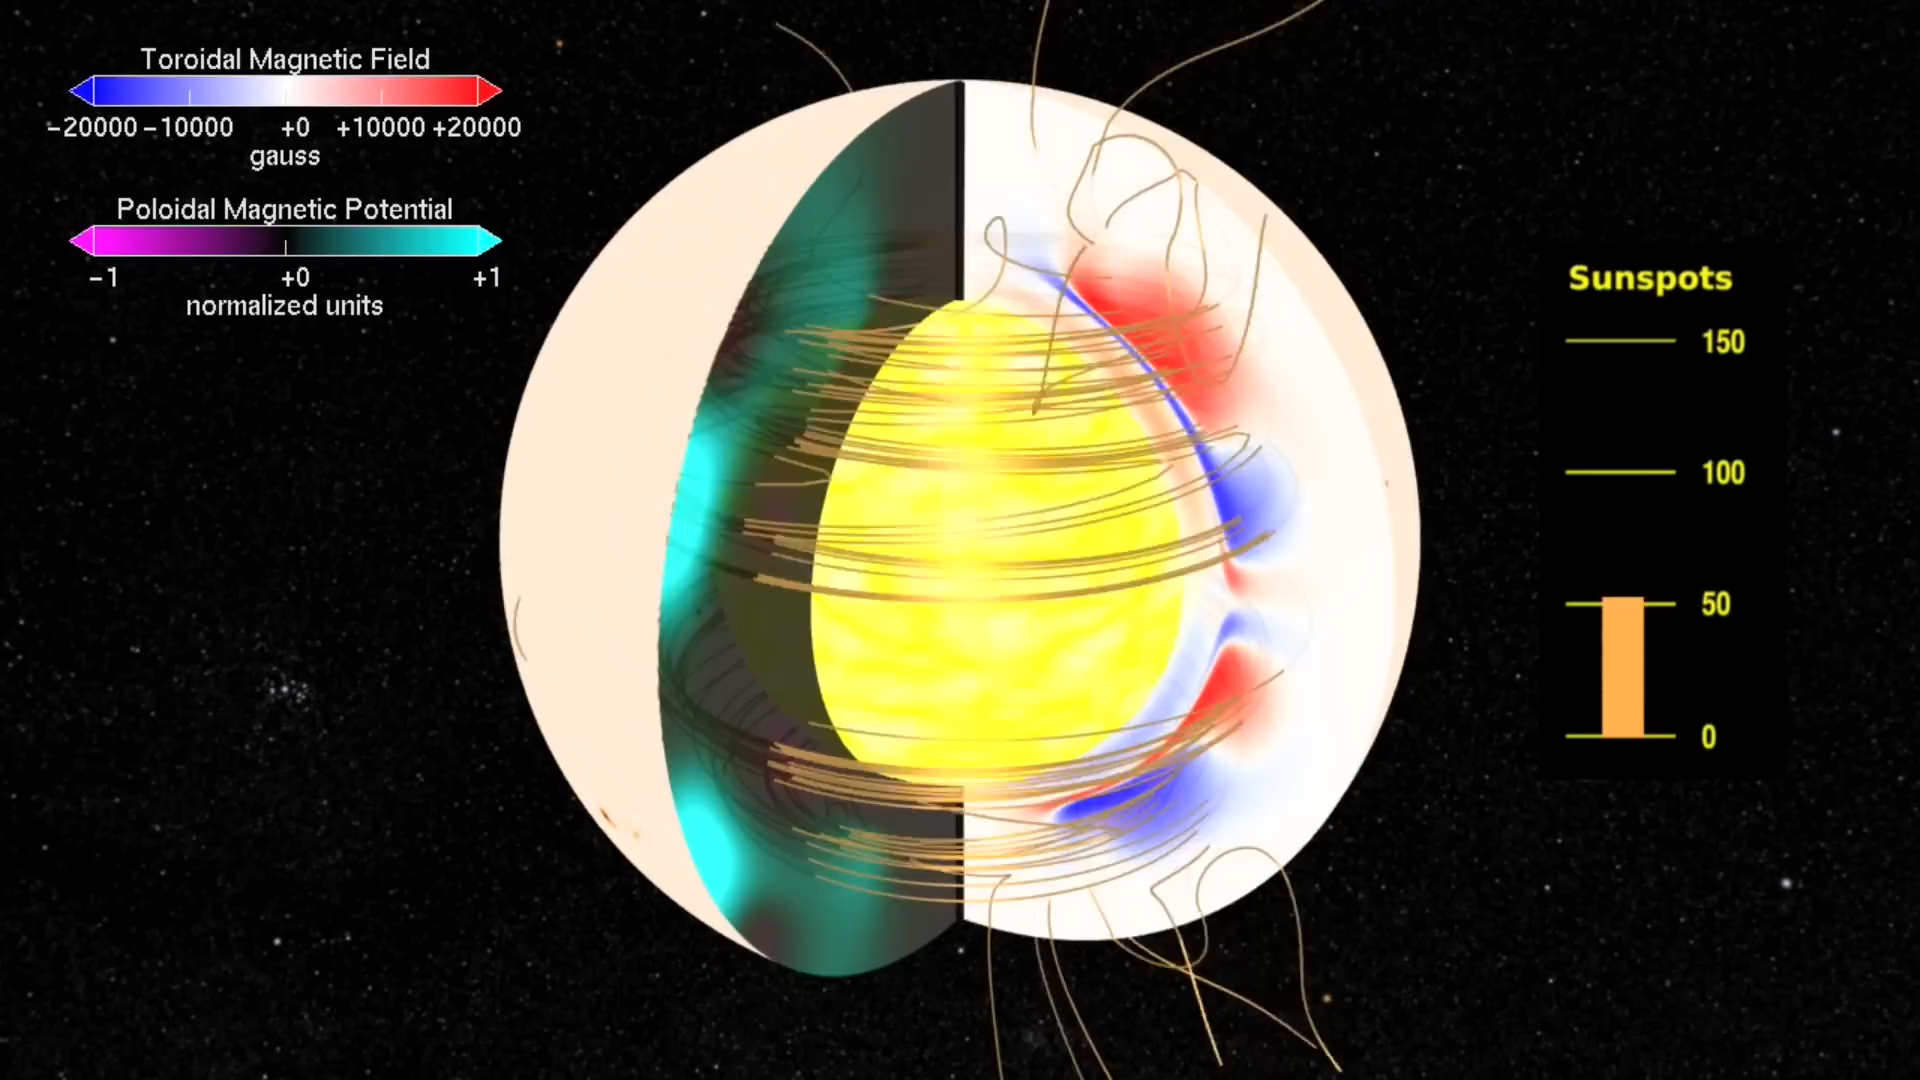 Toroidal Magnetic Field
−20000 −10000 +0 +10000 +20000
gauss
Poloidal Magnetic Potential
−1 +0 +1
normalized units
Sunspots
150
100
50
0